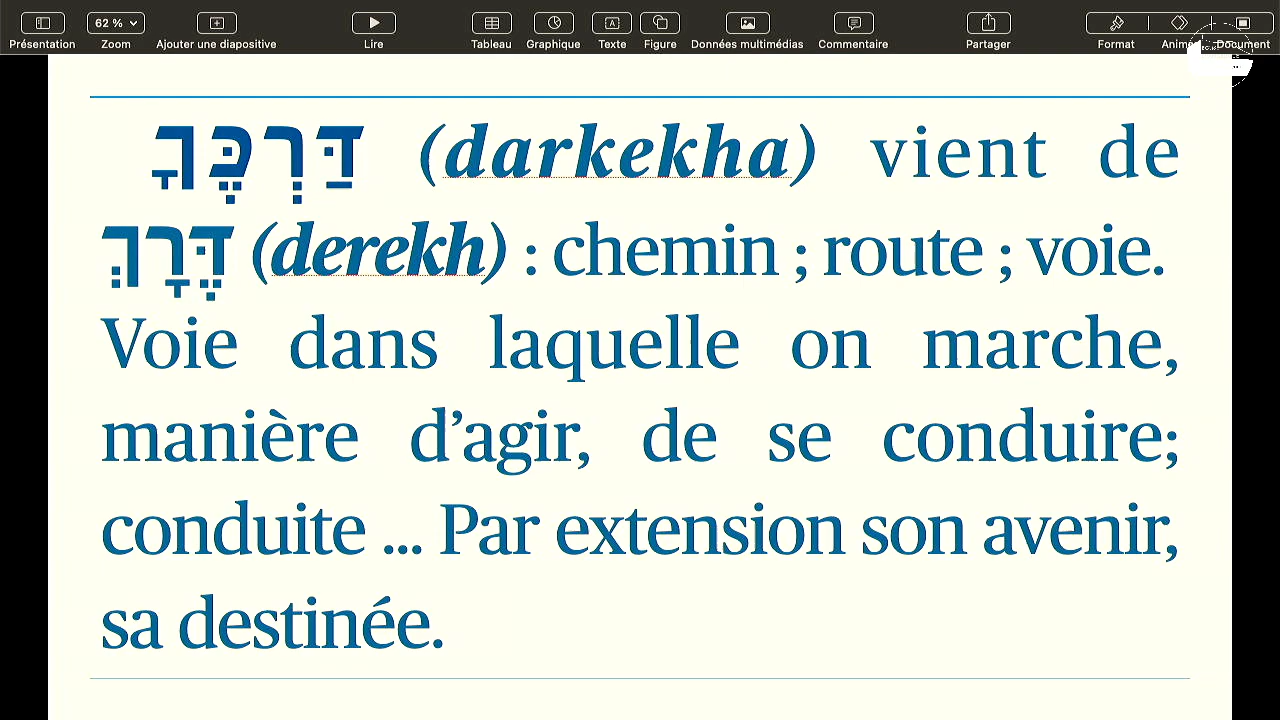 62 %
Présentation Zoom Ajouter une diapositive Lire Tableau Graphique Texte Figure Données multimédias Commentaire Partager Format Document
דַּרְכֶּךָ (darkekha) vient de
דֶּרָךְ (derekh) : chemin ; route ; voie.
Voie dans laquelle on marche,
manière d’agir, de se conduire;
conduite ... Par extension son avenir,
sa destinée.